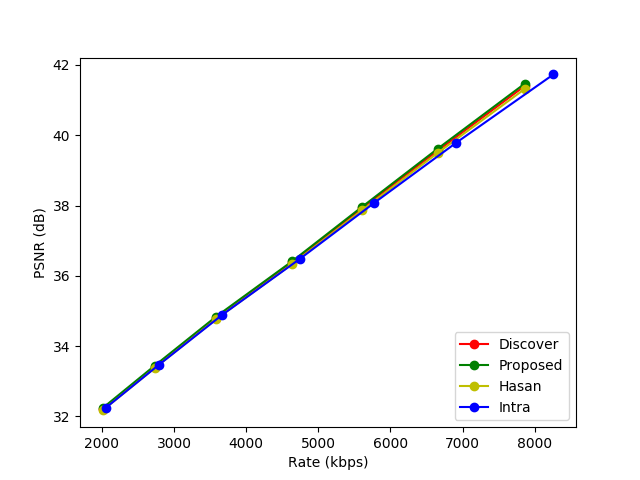 42
40
38
36
34
32
PSNR (dB)
2000 3000 4000 5000 6000 7000 8000
Rate (kbps)
Discover
Proposed
Hasan
Intra